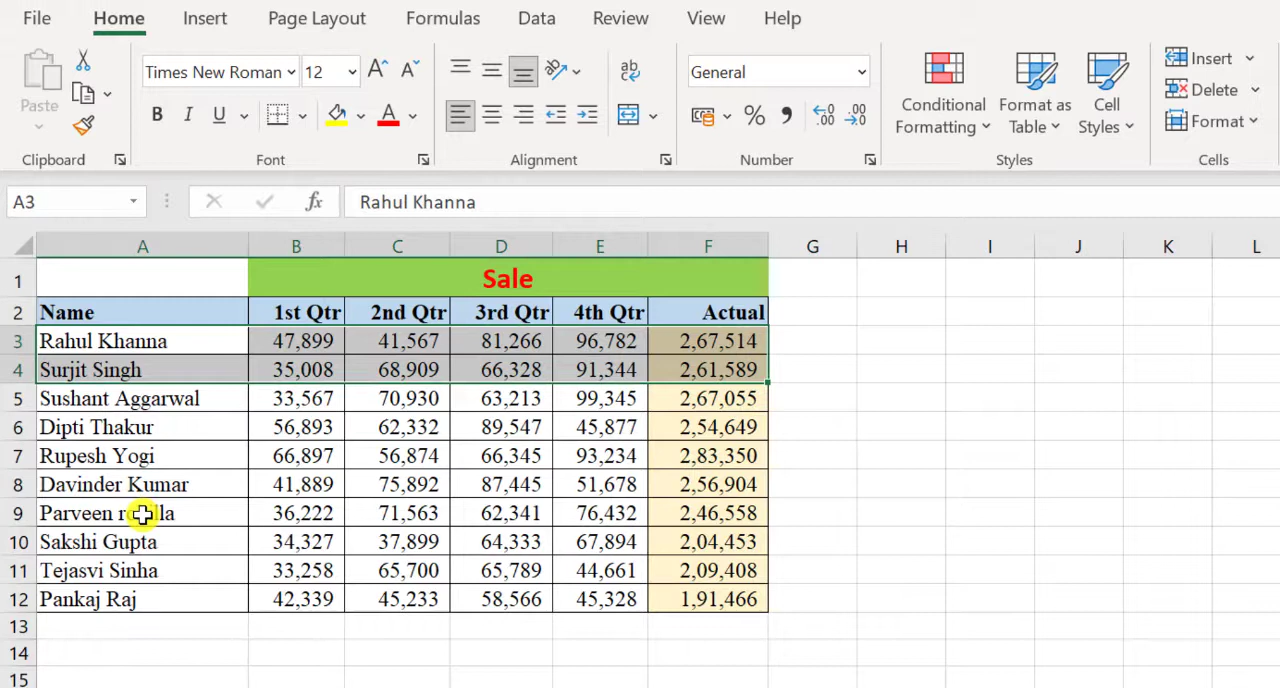 File Home Insert Page Layout Formulas Data Review View Help
Times New Roman 12 A A ab c General Insert
Paste Conditional Format as Cell Delete
B I U A % , .00 .00 Formatting Table Styles Format
Clipboard Font Alignment Number Styles Cells
A3 fx Rahul Khanna
A B C D E F G H I J K L
1 Sale
2 Name 1st Qtr 2nd Qtr 3rd Qtr 4th Qtr Actual
3 Rahul Khanna 47,899 41,567 81,266 96,782 2,67,514
4 Surjit Singh 35,008 68,909 66,328 91,344 2,61,589
5 Sushant Aggarwal 33,567 70,930 63,213 99,345 2,67,055
6 Dipti Thakur 56,893 62,332 89,547 45,877 2,54,649
7 Rupesh Yogi 66,897 56,874 66,345 93,234 2,83,350
8 Davinder Kumar 41,889 75,892 87,445 51,678 2,56,904
9 Parveen 36,222 71,563 62,341 76,432 2,46,558
10 Sakshi Gupta 34,327 37,899 64,333 67,894 2,04,453
11 Tejasvi Sinha 33,258 65,700 65,789 44,661 2,09,408
12 Pankaj Raj 42,339 45,233 58,566 45,328 1,91,466
13
14
15